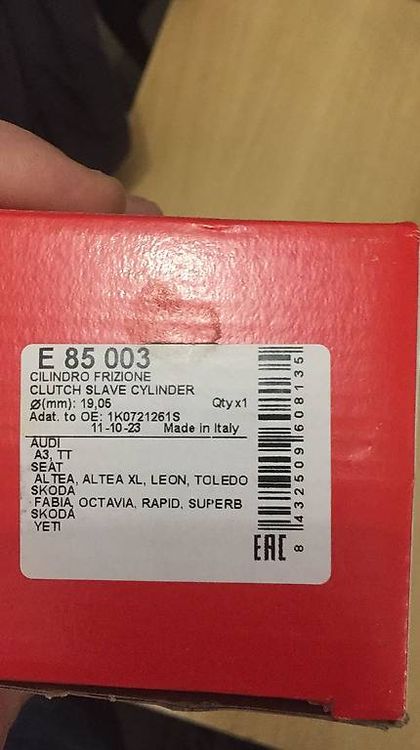 E 85 003
CILINDRO FRIZIONE
CLUTCH SLAVE CYLINDER
Ø(mm): 19,05 Qty x 1
Adat. to OE: 1K0721261S
11-10-23 Made in Italy
AUDI
A3, TT
SEAT
ALTEA, ALTEA XL, LEON, TOLEDO
SKODA
FABIA, OCTAVIA, RAPID, SUPERB
SKODA
YETI
8 432509 608135
EAC